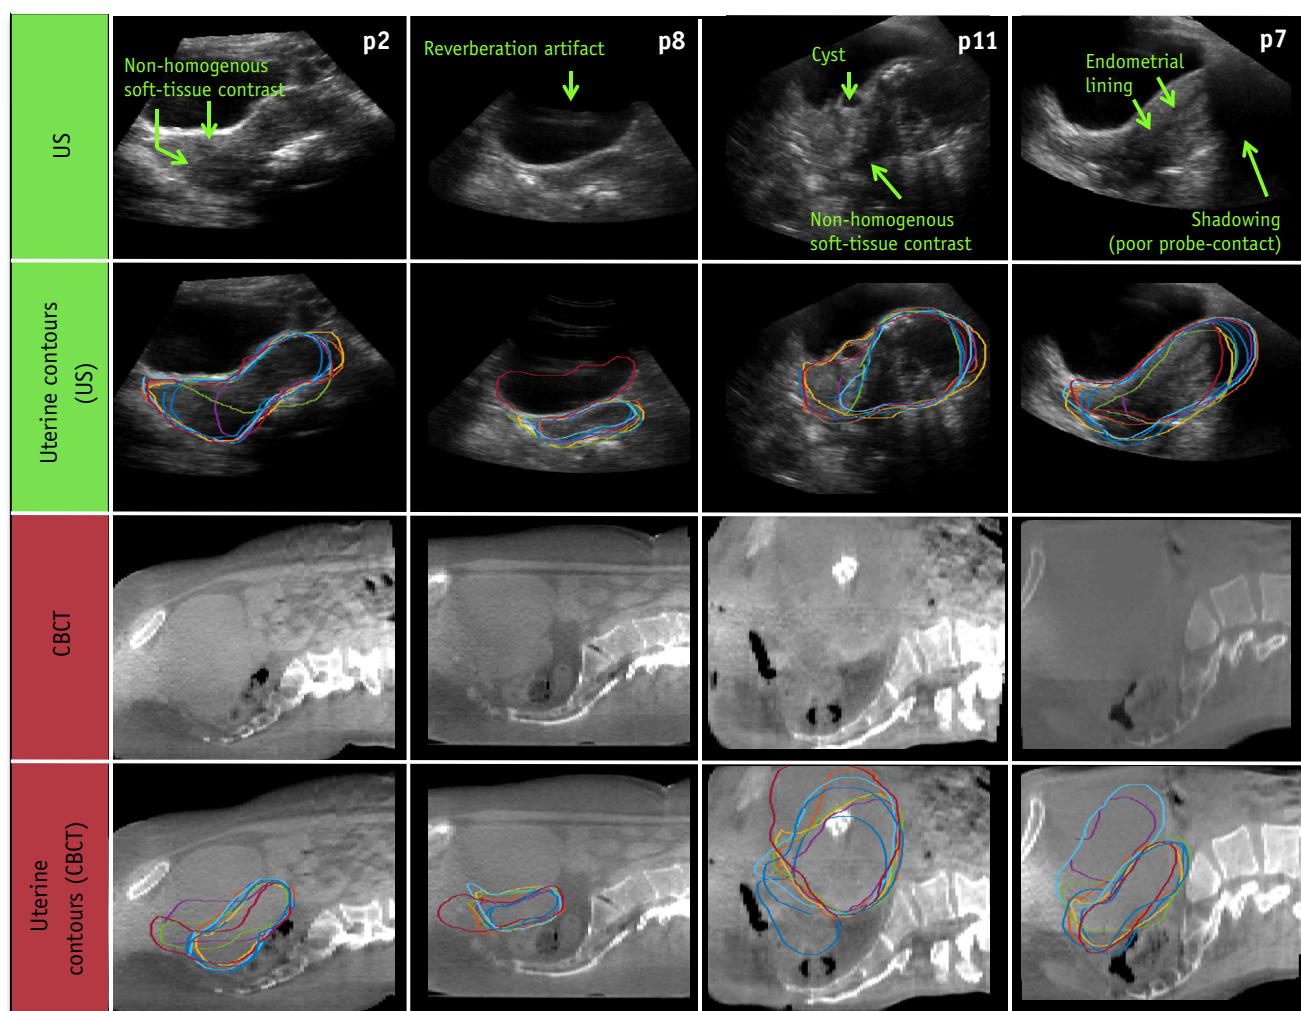 US
p2
Non-homogenous
soft-tissue contrast
p8
Reverberation artifact
p11
Cyst
Non-homogenous
soft-tissue contrast
p7
Endometrial
lining
Shadowing
(poor probe-contact)
Uterine contours
(US)
CBCT
Uterine
contours (CBCT)